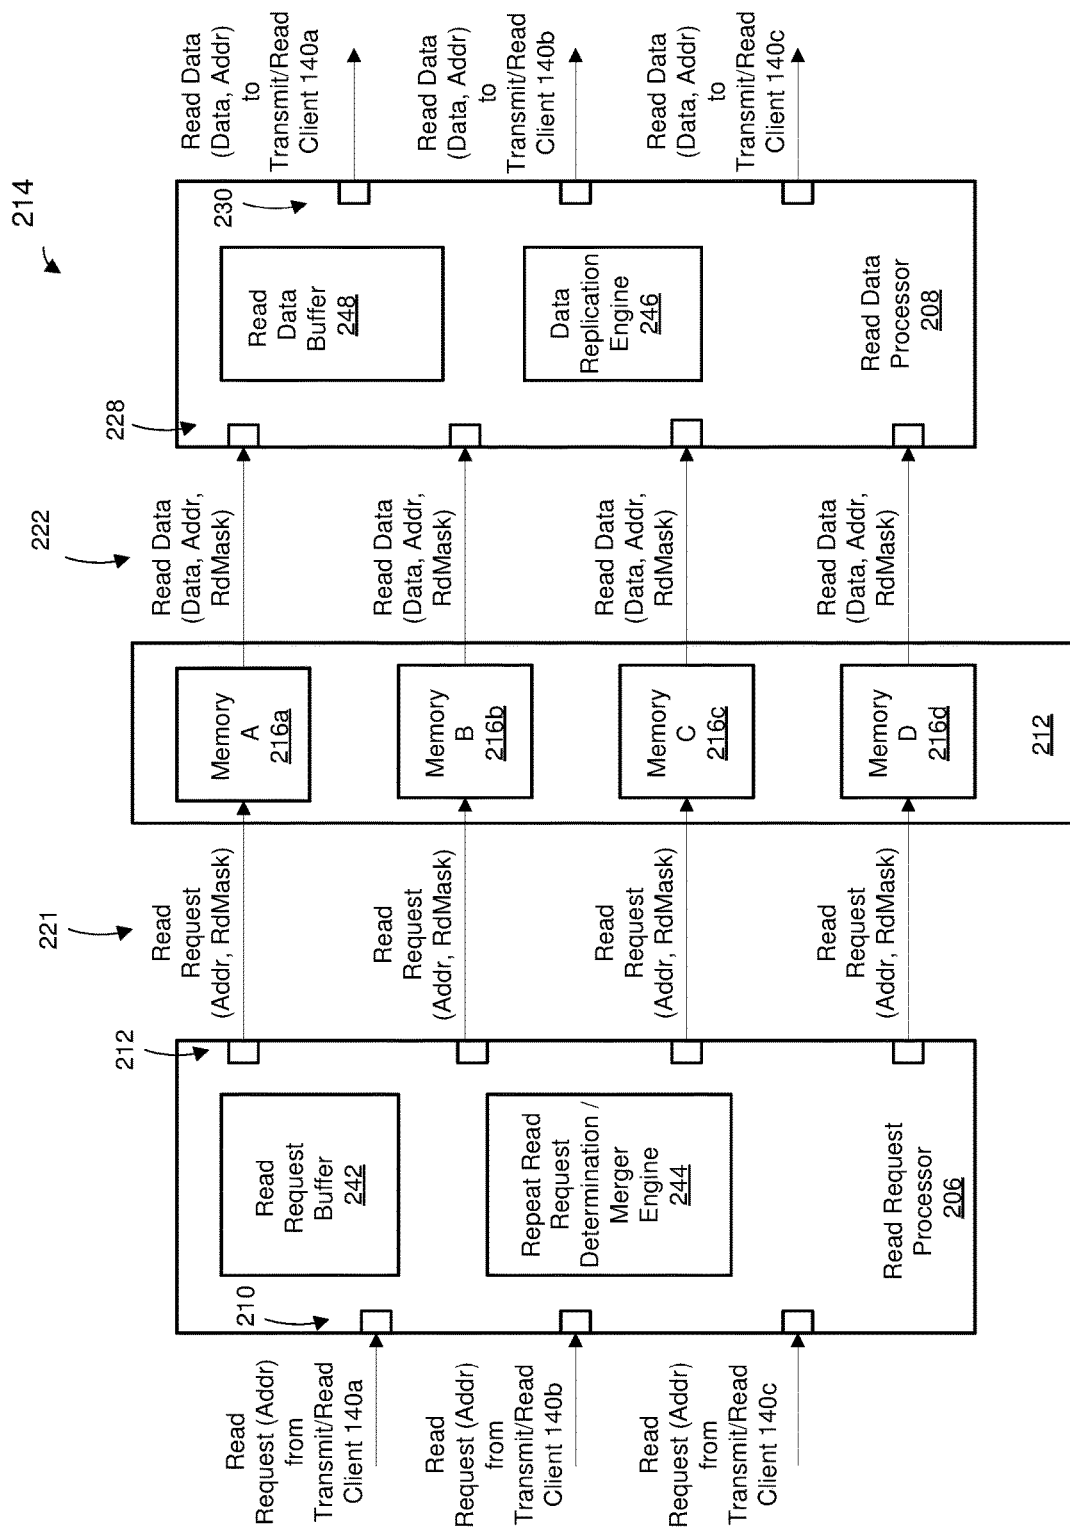 214
Read
Request (Addr)
from
Transmit/Read
Client 140a
Read
Request (Addr)
from
Transmit/Read
Client 140b
Read
Request (Addr)
from
Transmit/Read
Client 140c
210
Read
Request
Buffer
242
Repeat Read
Request
Determination /
Merger
Engine
244
Read Request
Processor
206
212
221
Read
Request
(Addr, RdMask)
Read
Request
(Addr, RdMask)
Read
Request
(Addr, RdMask)
Read
Request
(Addr, RdMask)
Memory
A
216a
Memory
B
216b
Memory
C
216c
Memory
D
216d
212
222
Read Data
(Data, Addr,
RdMask)
Read Data
(Data, Addr,
RdMask)
Read Data
(Data, Addr,
RdMask)
Read Data
(Data, Addr,
RdMask)
228
Read
Data
Buffer
248
Data
Replication
Engine
246
Read Data
Processor
208
230
Read Data
(Data, Addr)
to
Transmit/Read
Client 140a
Read Data
(Data, Addr)
to
Transmit/Read
Client 140b
Read Data
(Data, Addr)
to
Transmit/Read
Client 140c